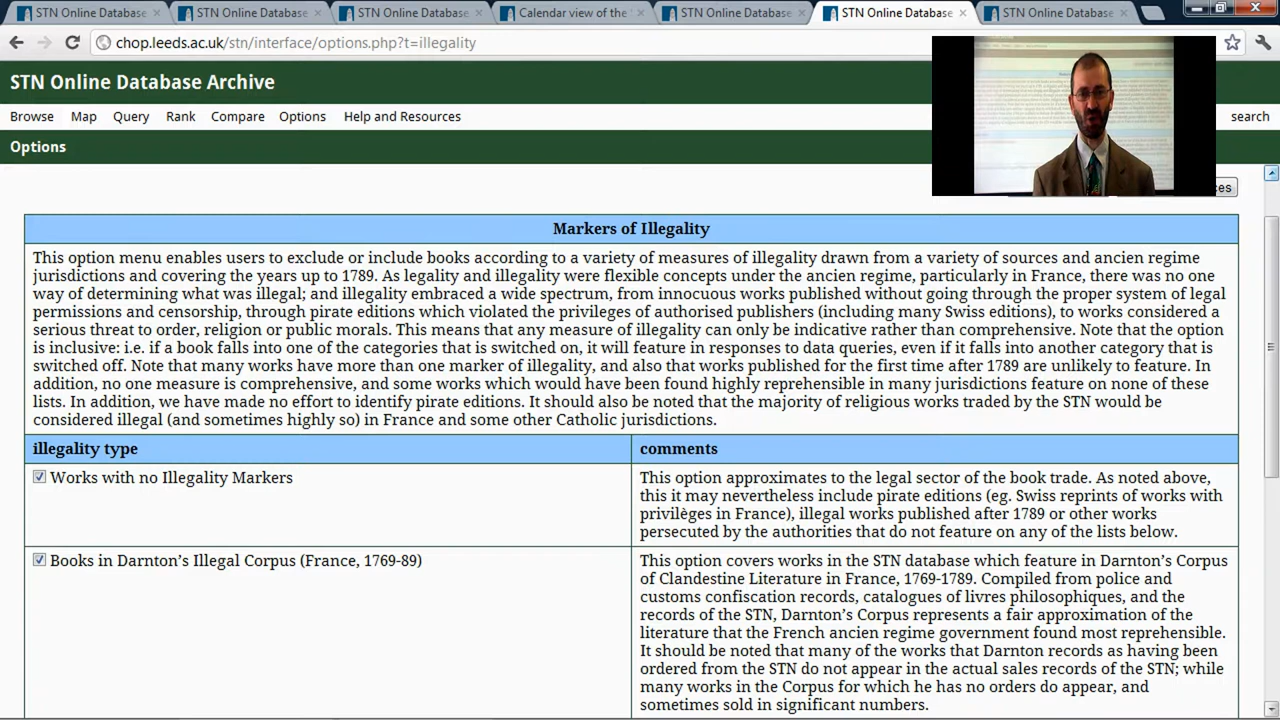 STN Online Database
STN Online Database
STN Online Database
Calendar view of the
STN Online Database
STN Online Database
STN Online Database
chop.leeds.ac.uk/stn/interface/options.php?t=illegality
STN Online Database Archive
Browse Map Query Rank Compare Options Help and Resources search
Options
ces
Markers of Illegality
This option menu enables users to exclude or include books according to a variety of measures of illegality drawn from a variety of sources and ancien regime
jurisdictions and covering the years up to 1789. As legality and illegality were flexible concepts under the ancien regime, particularly in France, there was no one
way of determining what was illegal; and illegality embraced a wide spectrum, from innocuous works published without going through the proper system of legal
permissions and censorship, through pirate editions which violated the privileges of authorised publishers (including many Swiss editions), to works considered a
serious threat to order, religion or public morals. This means that any measure of illegality can only be indicative rather than comprehensive. Note that the option
is inclusive: i.e. if a book falls into one of the categories that is switched on, it will feature in responses to data queries, even if it falls into another category that is
switched off. Note that many works have more than one marker of illegality, and also that works published for the first time after 1789 are unlikely to feature. In
addition, no one measure is comprehensive, and some works which would have been found highly reprehensible in many jurisdictions feature on none of these
lists. In addition, we have made no effort to identify pirate editions. It should also be noted that the majority of religious works traded by the STN would be
considered illegal (and sometimes highly so) in France and some other Catholic jurisdictions.
illegality type
comments
Works with no Illegality Markers
This option approximates to the legal sector of the book trade. As noted above,
this it may nevertheless include pirate editions (eg. Swiss reprints of works with
privilèges in France), illegal works published after 1789 or other works
persecuted by the authorities that do not feature on any of the lists below.
Books in Darnton's Illegal Corpus (France, 1769-89)
This option covers works in the STN database which feature in Darnton's Corpus
of Clandestine Literature in France, 1769-1789. Compiled from police and
customs confiscation records, catalogues of livres philosophiques, and the
records of the STN, Darnton's Corpus represents a fair approximation of the
literature that the French ancien regime government found most reprehensible.
It should be noted that many of the works that Darnton records as having been
ordered from the STN do not appear in the actual sales records of the STN; while
many works in the Corpus for which he has no orders do appear, and
sometimes sold in significant numbers.